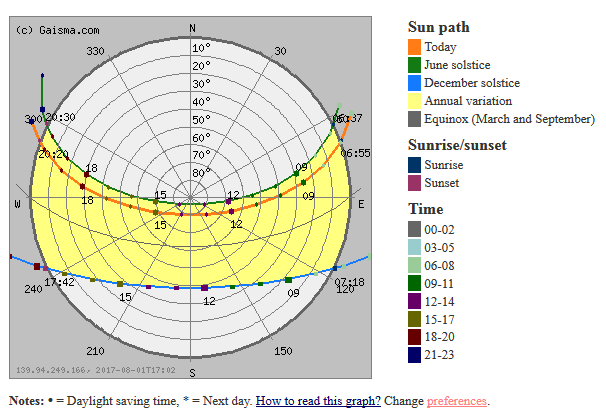 (c) Gaisma.com
N
330
30
10°
20°
30°
40°
50°
60°
70°
80°
300
20:30
20:20
06:55
18
18
15
15
12
12
09
09
W
E
240
17:42
15
12
09
07:18
120
210
150
S
139.94.249.166, 2017-08-01T17:02
Sun path
Today
June solstice
December solstice
Annual variation
Equinox (March and September)
Sunrise/sunset
Sunrise
Sunset
Time
00-02
03-05
06-08
09-11
12-14
15-17
18-20
21-23
Notes: • = Daylight saving time, * = Next day. How to read this graph? Change preferences.